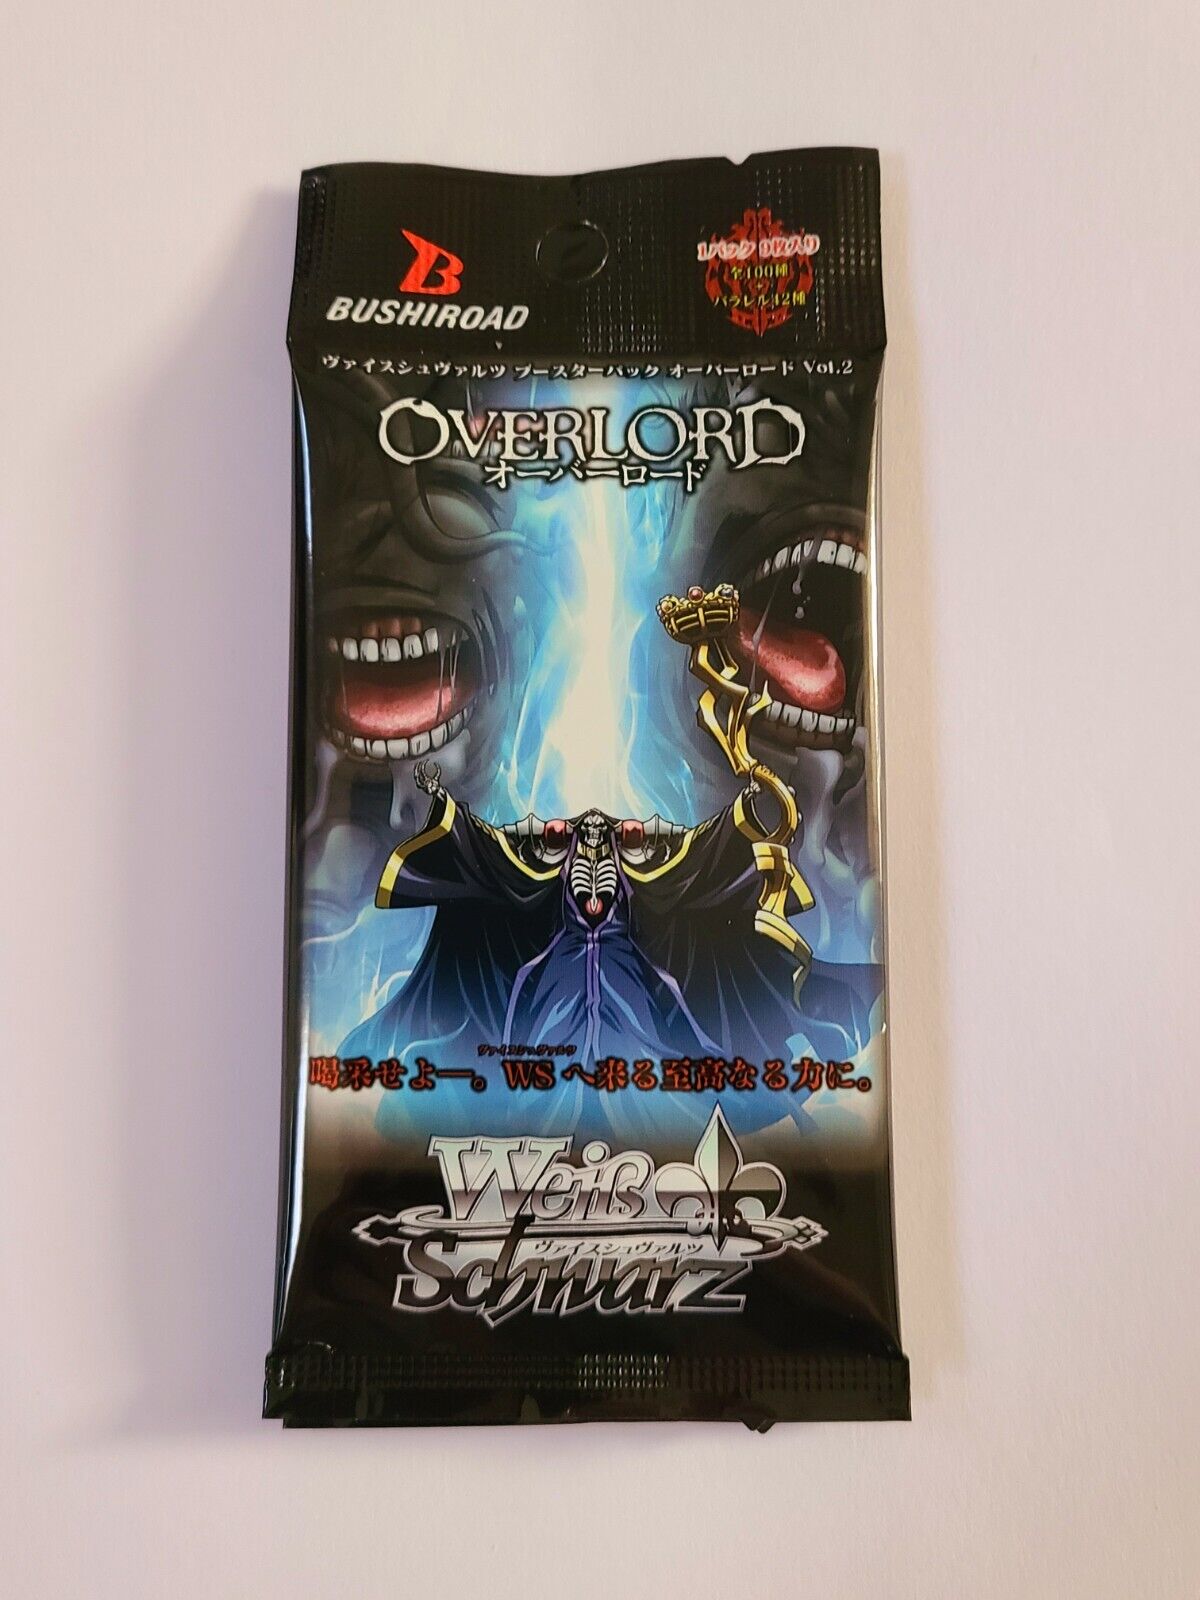 BUSHIROAD
1パック 9枚入り
全100種
+
パラレル42種
ヴァイスシュヴァルツ ブースターパック オーバーロード Vol.2
OVERLORD
オーバーロード
ヴァイスシュヴァルツ
喝采せよ―。WSへ来る至高なる力に。
Weiß
ヴァイスシュヴァルツ
Schwarz